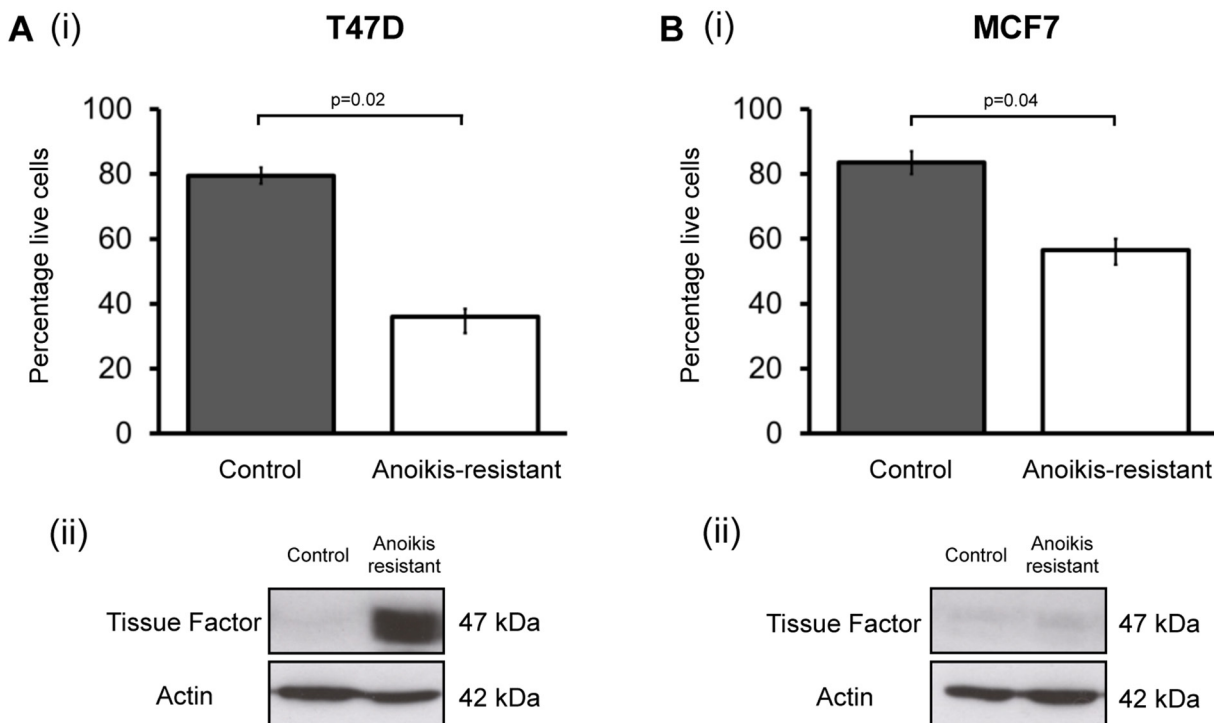 A (i) T47D
p=0.02
100
80
60
40
20
0
Percentage live cells
Control Anoikis-resistant
(ii)
Control Anoikis
resistant
Tissue Factor 47 kDa
Actin 42 kDa
B (i) MCF7
p=0.04
100
80
60
40
20
0
Percentage live cells
Control Anoikis-resistant
(ii)
Control Anoikis
resistant
Tissue Factor 47 kDa
Actin 42 kDa